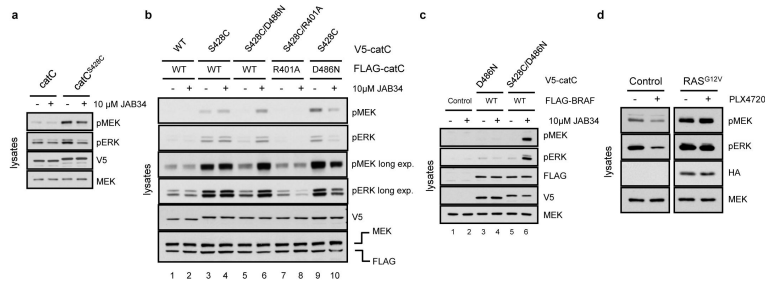 a
catC
catC^S428C
- + - +
10 µM JAB34
pMEK
pERK
V5
MEK
lysates
b
WT
S428C
S428C/D486N
S428C/R401A
S428C
V5-catC
WT
WT
WT
R401A
D486N
FLAG-catC
- + - + - + - + - +
10µM JAB34
pMEK
pERK
pMEK long exp.
pERK long exp.
V5
MEK
FLAG
lysates
1 2 3 4 5 6 7 8 9 10
c
D486N
S428C/D486N
V5-catC
Control
WT
WT
FLAG-BRAF
- + - + - +
10µM JAB34
pMEK
pERK
FLAG
V5
MEK
lysates
1 2 3 4 5 6
d
Control
RAS^G12V
- + - +
PLX4720
pMEK
pERK
HA
MEK
lysates